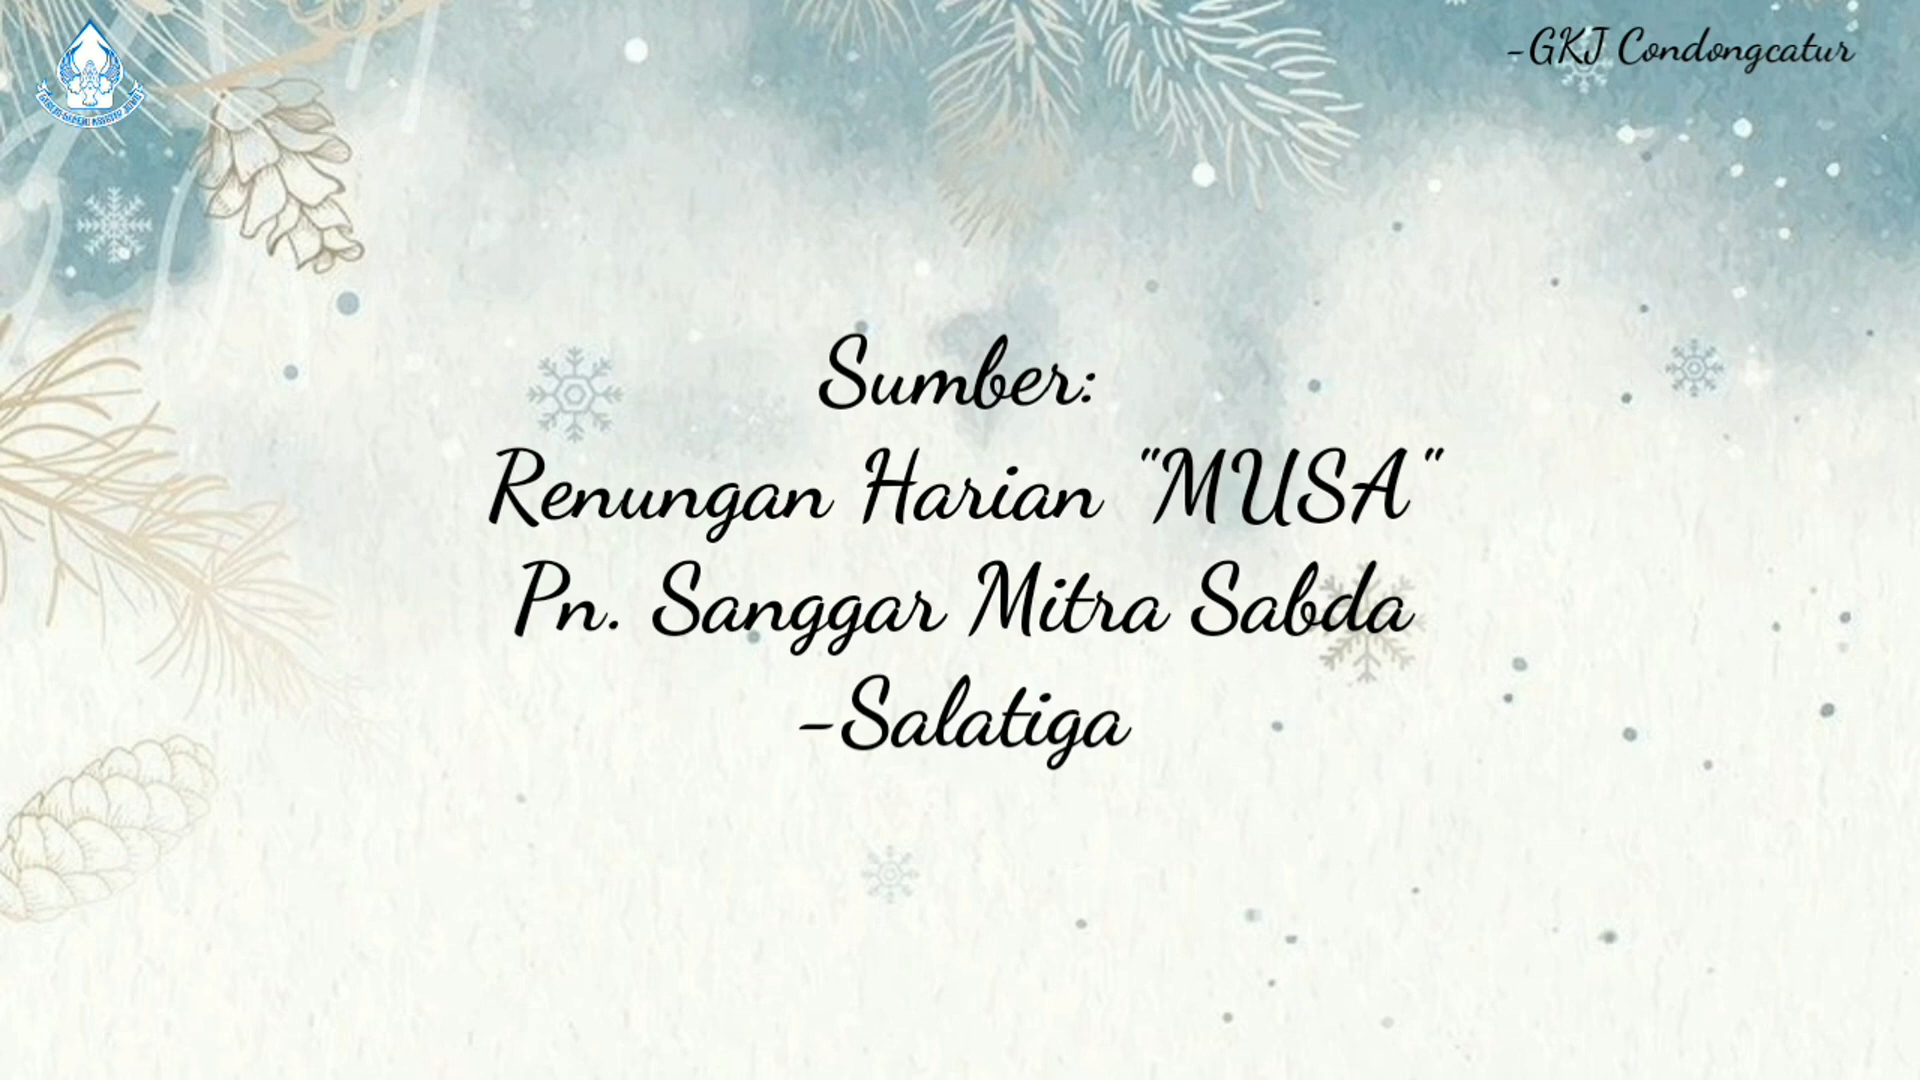 -GKJ Condongcatur
Sumber:
Renungan Harian "MUSA"
Pn. Sanggar Mitra Sabda
-Salatiga